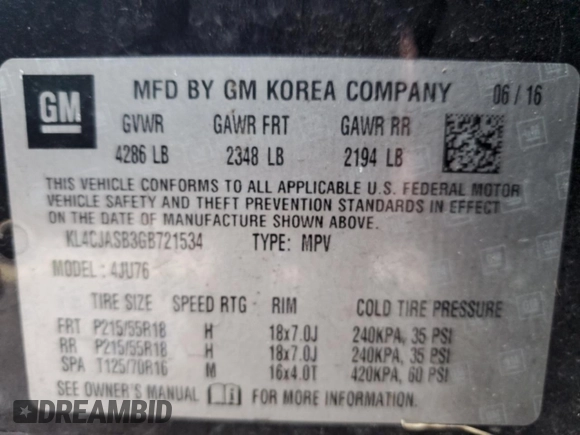 GM
MFD BY GM KOREA COMPANY 06 / 16
GVWR GAWR FRT GAWR RR
4286 LB 2348 LB 2194 LB
THIS VEHICLE CONFORMS TO ALL APPLICABLE U.S. FEDERAL MOTOR
VEHICLE SAFETY AND THEFT PREVENTION STANDARDS IN EFFECT
ON THE DATE OF MANUFACTURE SHOWN ABOVE.
KL4CJASB3GB721534 TYPE: MPV
MODEL: 4JU76
TIRE SIZE SPEED RTG RIM COLD TIRE PRESSURE
FRT P215/55R18 H 18x7.0J 240KPA, 35 PSI
RR P215/55R18 H 18x7.0J 240KPA, 35 PSI
SPA T125/70R16 M 16x4.0T 420KPA, 60 PSI
SEE OWNER'S MANUAL FOR MORE INFORMATION.
DREAMBID